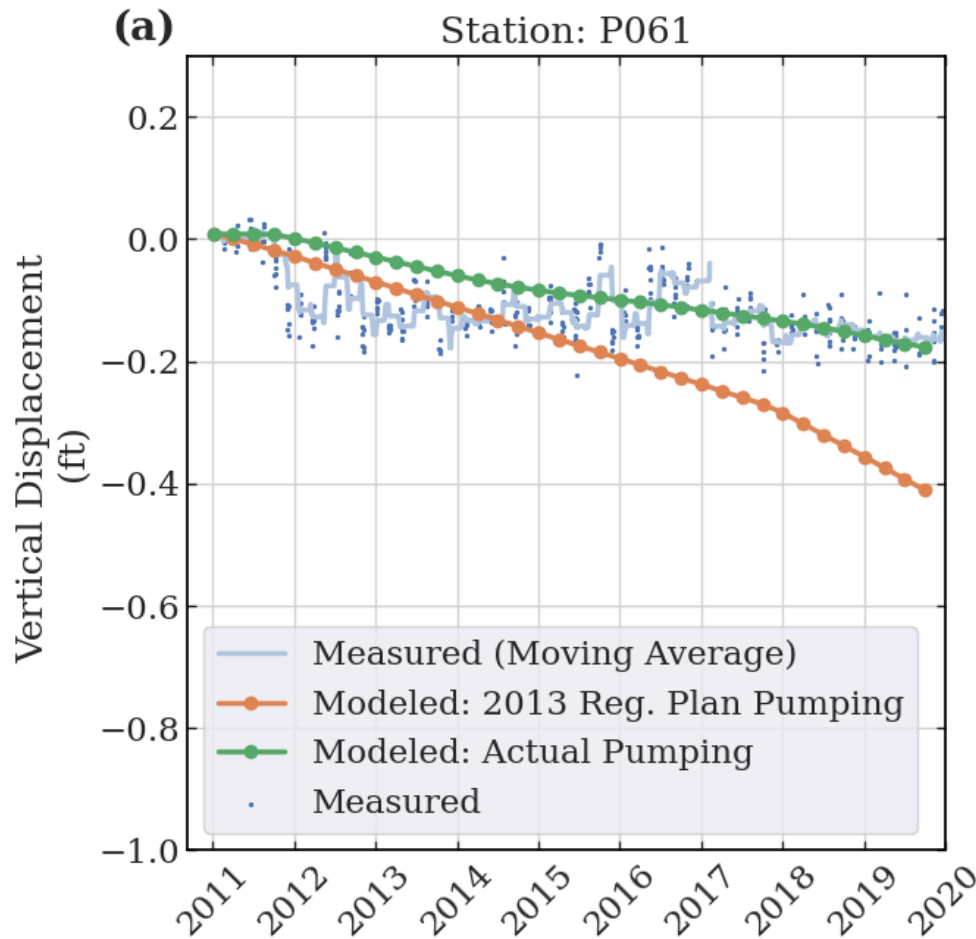 (a)
Station: P061
Vertical Displacement
(ft)
0.2
0.0
−0.2
−0.4
−0.6
−0.8
−1.0
Measured (Moving Average)
Modeled: 2013 Reg. Plan Pumping
Modeled: Actual Pumping
Measured
2011
2012
2013
2014
2015
2016
2017
2018
2019
2020